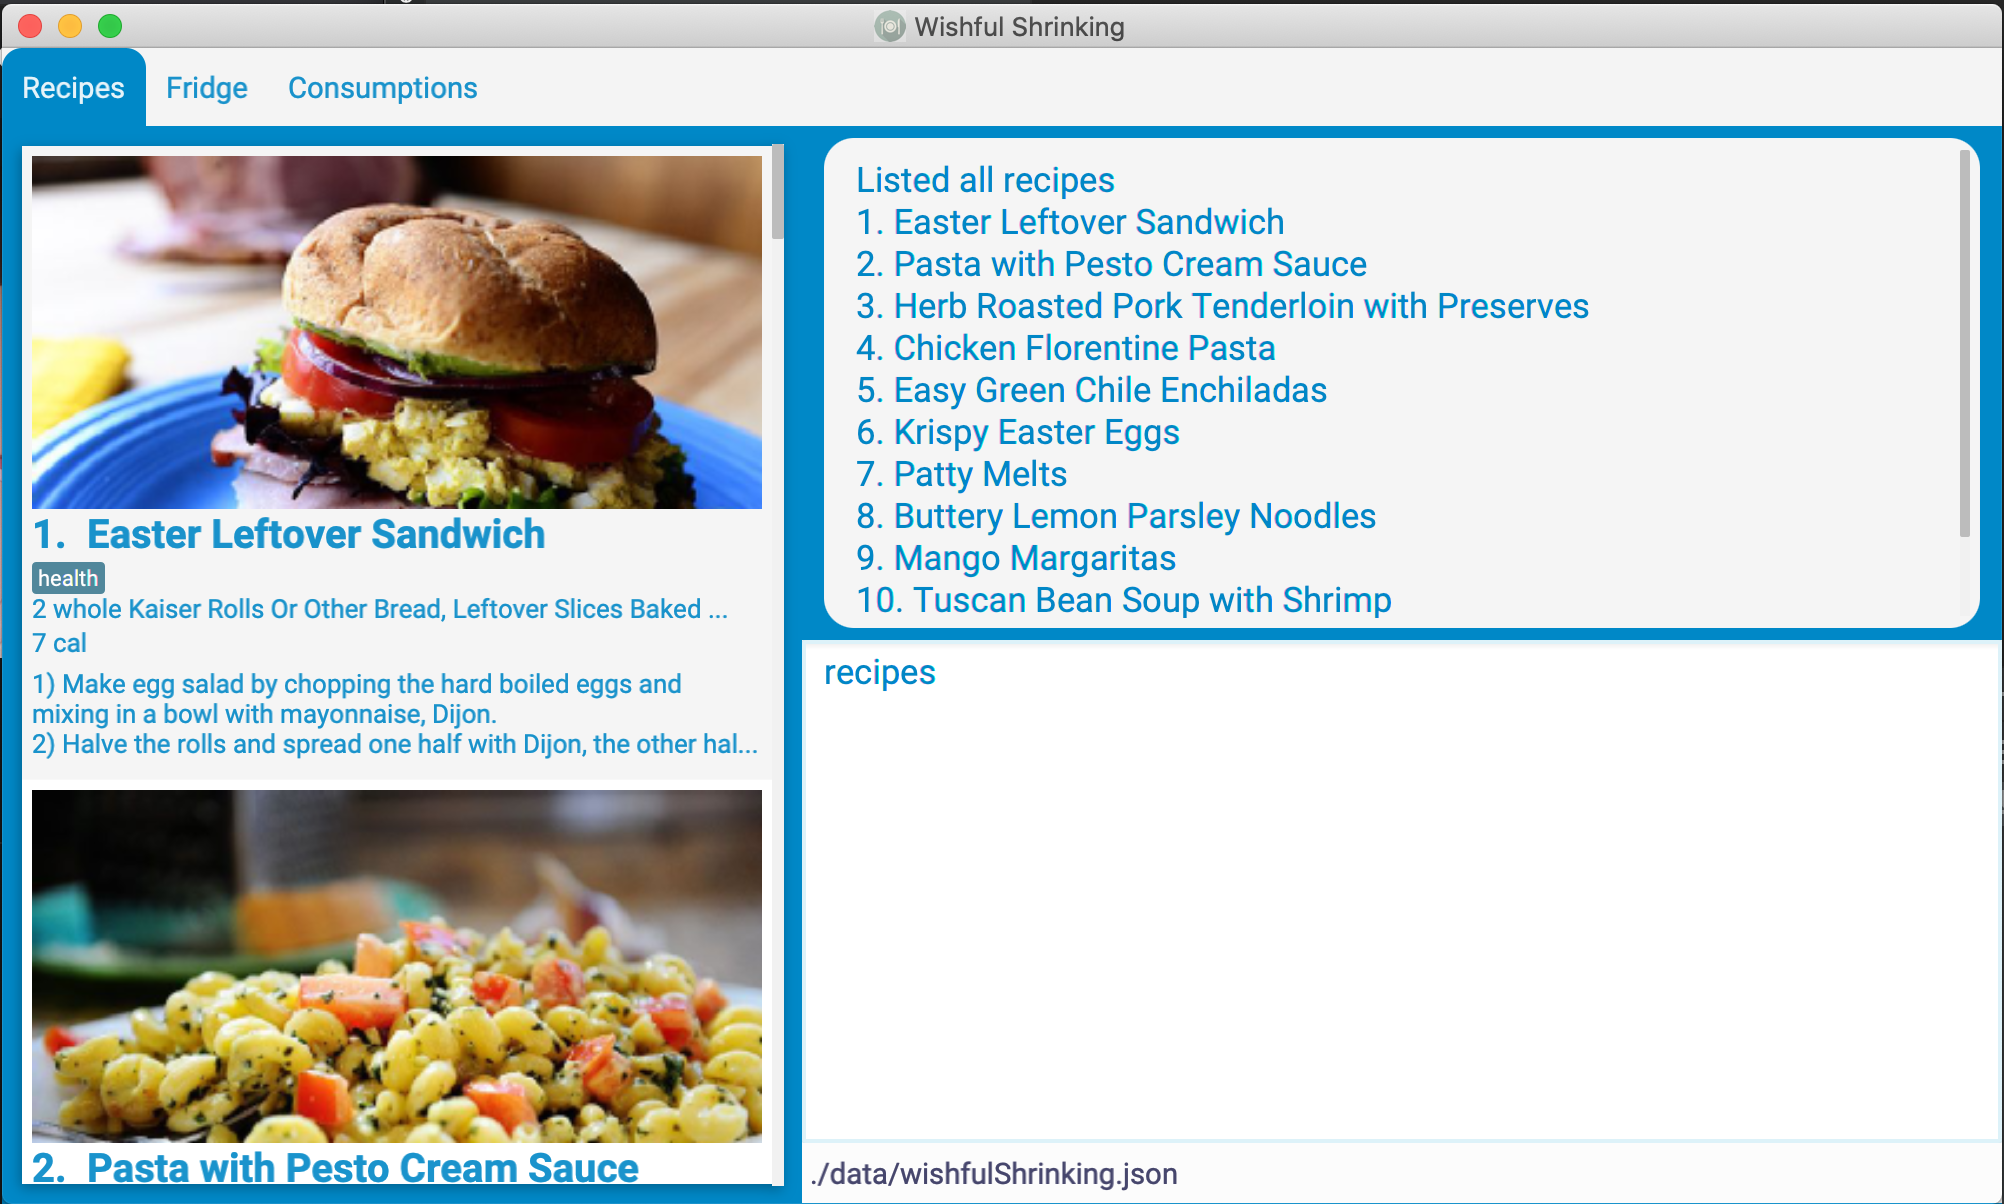 Wishful Shrinking
Recipes
Fridge
Consumptions
1. Easter Leftover Sandwich
health
2 whole Kaiser Rolls Or Other Bread, Leftover Slices Baked ...
7 cal
1) Make egg salad by chopping the hard boiled eggs and
mixing in a bowl with mayonnaise, Dijon.
2) Halve the rolls and spread one half with Dijon, the other hal...
2. Pasta with Pesto Cream Sauce
Listed all recipes
1. Easter Leftover Sandwich
2. Pasta with Pesto Cream Sauce
3. Herb Roasted Pork Tenderloin with Preserves
4. Chicken Florentine Pasta
5. Easy Green Chile Enchiladas
6. Krispy Easter Eggs
7. Patty Melts
8. Buttery Lemon Parsley Noodles
9. Mango Margaritas
10. Tuscan Bean Soup with Shrimp
recipes
./data/wishfulShrinking.json